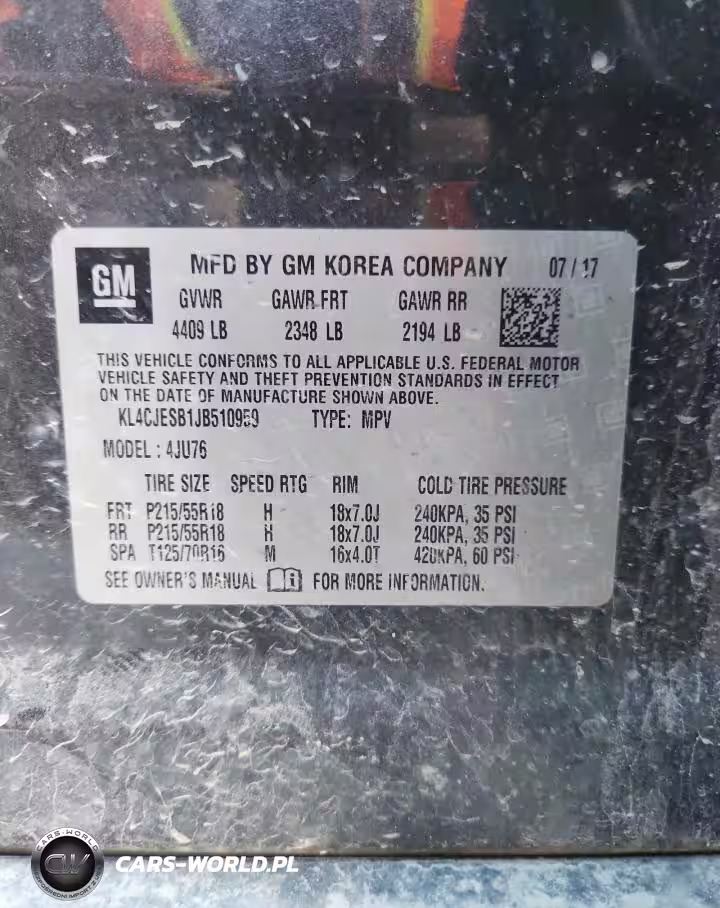 GM
MFD BY GM KOREA COMPANY 07/17
GVWR GAWR FRT GAWR RR
4409 LB 2348 LB 2194 LB
THIS VEHICLE CONFORMS TO ALL APPLICABLE U.S. FEDERAL MOTOR
VEHICLE SAFETY AND THEFT PREVENTION STANDARDS IN EFFECT
ON THE DATE OF MANUFACTURE SHOWN ABOVE.
KL4CJESB1JB510959 TYPE: MPV
MODEL : 4JU76
TIRE SIZE SPEED RTG RIM COLD TIRE PRESSURE
FRT P215/55R18 H 18x7.0J 240KPA, 35 PSI
RR P215/55R18 H 18x7.0J 240KPA, 35 PSI
SPA T125/70R16 M 16x4.0T 420KPA, 60 PSI
SEE OWNER'S MANUAL FOR MORE INFORMATION.
CARS-WORLD
CW
CARS-WORLD.PL